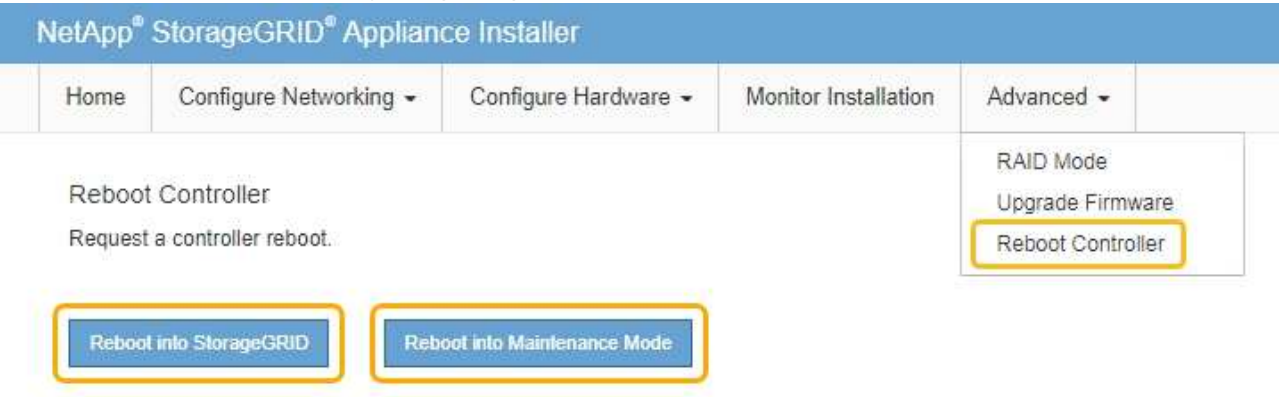 NetApp® StorageGRID® Appliance Installer
Home Configure Networking Configure Hardware Monitor Installation Advanced
RAID Mode
Upgrade Firmware
Reboot Controller
Reboot Controller
Request a controller reboot.
Reboot into StorageGRID Reboot into Maintenance Mode